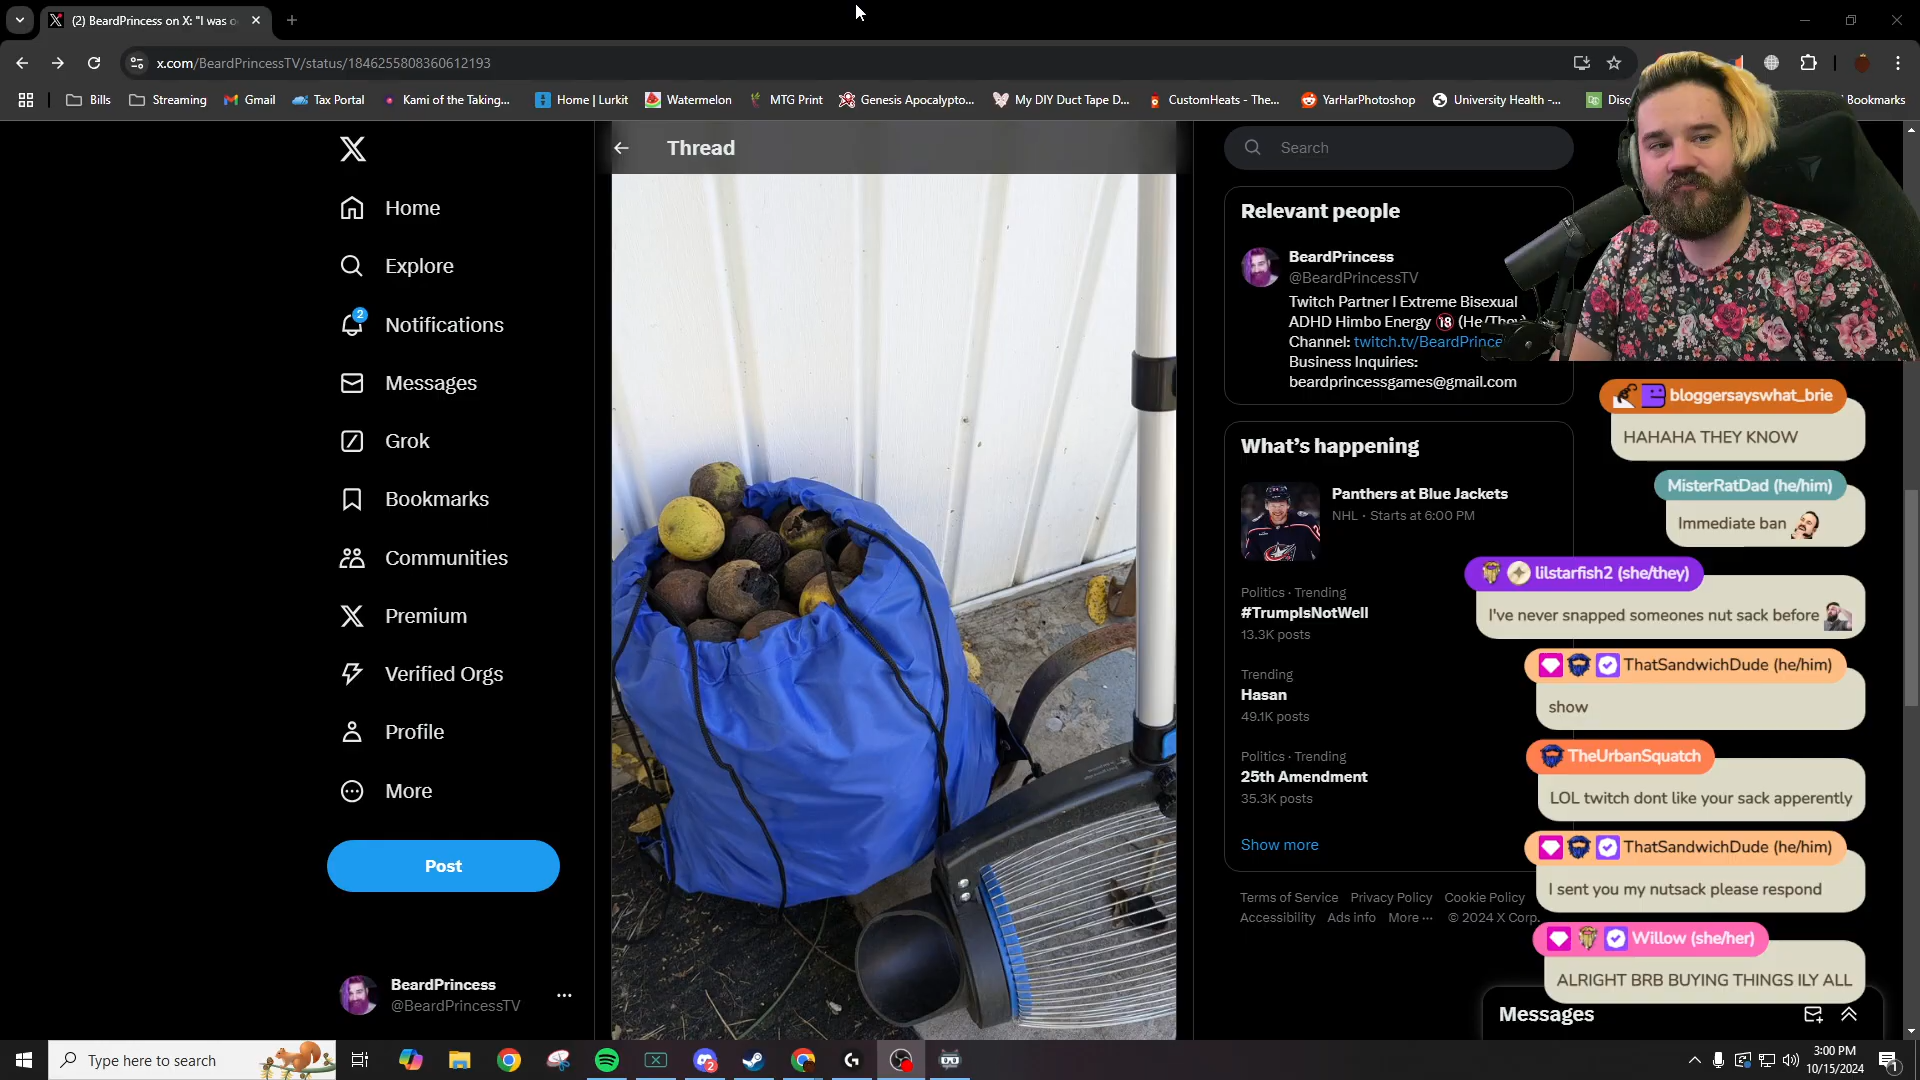 (2) BeardPrincess on X: "I was o
x.com/BeardPrincessTV/status/1846255808360612193
Bills
Streaming
Gmail
Tax Portal
Kami of the Taking...
Home | Lurkit
Watermelon
MTG Print
Genesis Apocalypto...
My DIY Duct Tape D...
CustomHeats - The...
YarHarPhotoshop
University Health -...
Bookmarks
Home
Explore
2
Notifications
Messages
Grok
Bookmarks
Communities
Premium
Verified Orgs
Profile
More
Post
BeardPrincess
@BeardPrincessTV
Thread
Search
Relevant people
BeardPrincess
@BeardPrincessTV
Twitch Partner I Extreme Bisexual
ADHD Himbo Energy 🔞 (He/They
Channel: twitch.tv/BeardPrince
Business Inquiries:
beardprincessgames@gmail.com
What's happening
Panthers at Blue Jackets
NHL · Starts at 6:00 PM
Politics · Trending
#TrumpIsNotWell
13.3K posts
Trending
Hasan
49.1K posts
Politics · Trending
25th Amendment
35.3K posts
Show more
Terms of Service Privacy Policy Cookie Policy
Accessibility Ads info More ··· © 2024 X Corp.
bloggersayswhat_brie
HAHAHA THEY KNOW
MisterRatDad (he/him)
Immediate ban
lilstarfish2 (she/they)
I've never snapped someones nut sack before
ThatSandwichDude (he/him)
show
TheUrbanSquatch
LOL twitch dont like your sack apperently
ThatSandwichDude (he/him)
I sent you my nutsack please respond
Willow (she/her)
ALRIGHT BRB BUYING THINGS ILY ALL
Messages
Type here to search
2
3:00 PM
10/15/2024
1